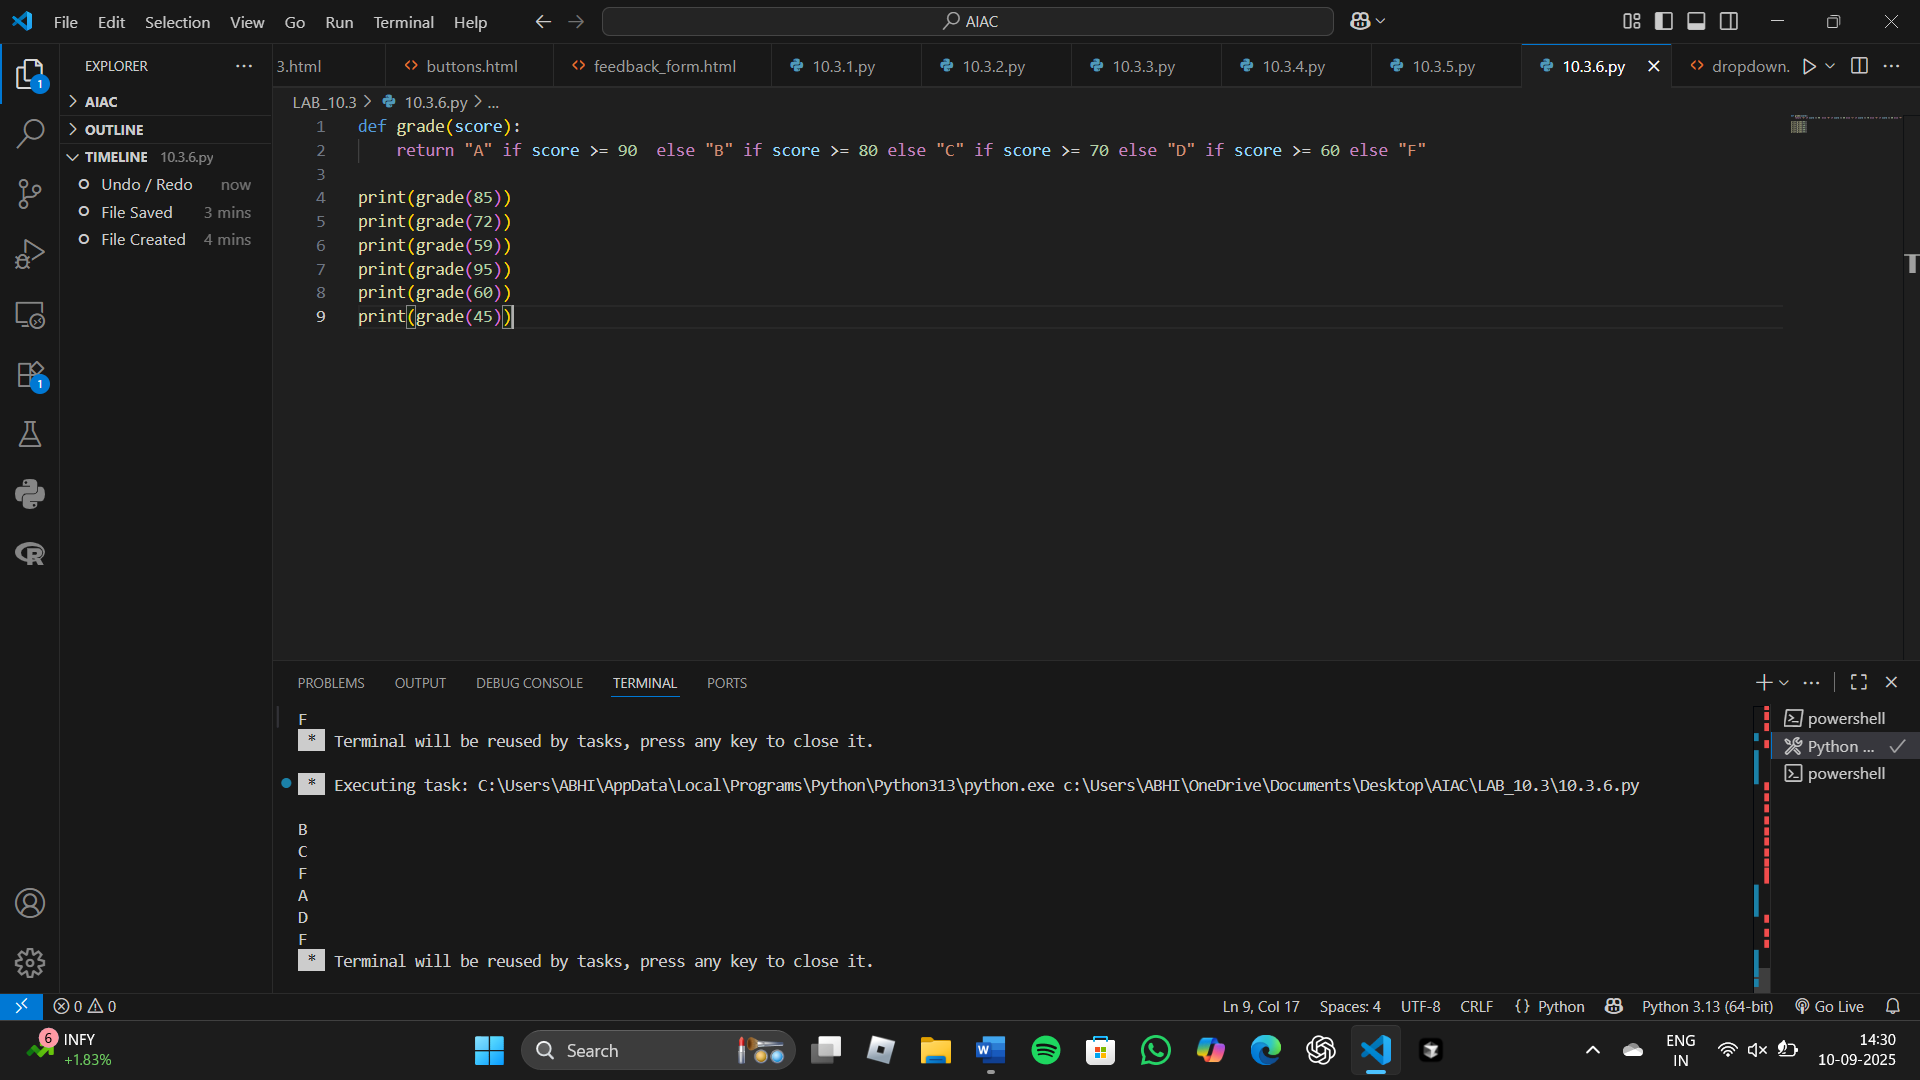 File Edit Selection View Go Run Terminal Help
AIAC
EXPLORER
3.html
buttons.html
feedback_form.html
10.3.1.py
10.3.2.py
10.3.3.py
10.3.4.py
10.3.5.py
10.3.6.py
dropdown.
1
AIAC
OUTLINE
TIMELINE 10.3.6.py
Undo / Redo now
File Saved 3 mins
File Created 4 mins
1
LAB_10.3 > 10.3.6.py > ...
1 def grade(score):
2     return "A" if score >= 90  else "B" if score >= 80 else "C" if score >= 70 else "D" if score >= 60 else "F"
3
4 print(grade(85))
5 print(grade(72))
6 print(grade(59))
7 print(grade(95))
8 print(grade(60))
9 print(grade(45))
PROBLEMS OUTPUT DEBUG CONSOLE TERMINAL PORTS
F
* Terminal will be reused by tasks, press any key to close it.
* Executing task: C:\Users\ABHI\AppData\Local\Programs\Python\Python313\python.exe c:\Users\ABHI\OneDrive\Documents\Desktop\AIAC\LAB_10.3\10.3.6.py
B
C
F
A
D
F
* Terminal will be reused by tasks, press any key to close it.
powershell
Python ...
powershell
0 0
Ln 9, Col 17 Spaces: 4 UTF-8 CRLF {} Python Python 3.13 (64-bit) Go Live
6
INFY
+1.83%
Search
ENG
IN
14:30
10-09-2025